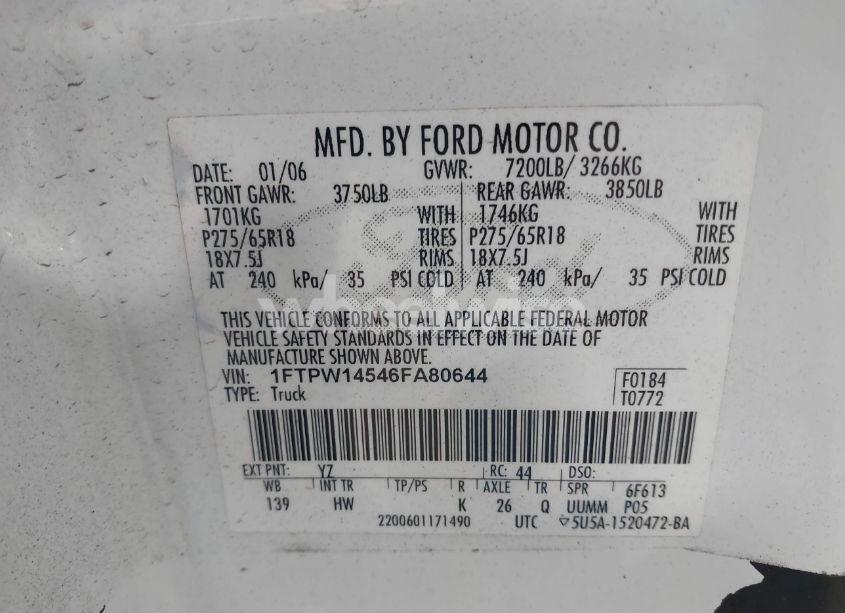 MFD. BY FORD MOTOR CO.
DATE: 01/06 GVWR: 7200LB/ 3266KG
FRONT GAWR: 3750LB REAR GAWR: 3850LB
1701KG WITH 1746KG WITH
P275/65R18 TIRES P275/65R18 TIRES
18X7.5J RIMS 18X7.5J RIMS
AT 240 kPa/ 35 PSI COLD AT 240 kPa/ 35 PSI COLD
THIS VEHICLE CONFORMS TO ALL APPLICABLE FEDERAL MOTOR
VEHICLE SAFETY STANDARDS IN EFFECT ON THE DATE OF
MANUFACTURE SHOWN ABOVE.
VIN: 1FTPW14546FA80644 F0184
TYPE: Truck T0772
EXT PNT: YZ RC: 44 DSO:
WB INT TR TP/PS R AXLE TR SPR 6F613
139 HW K 26 Q UUMM P05
2200601171490 UTC ▽5U5A-1520472-BA